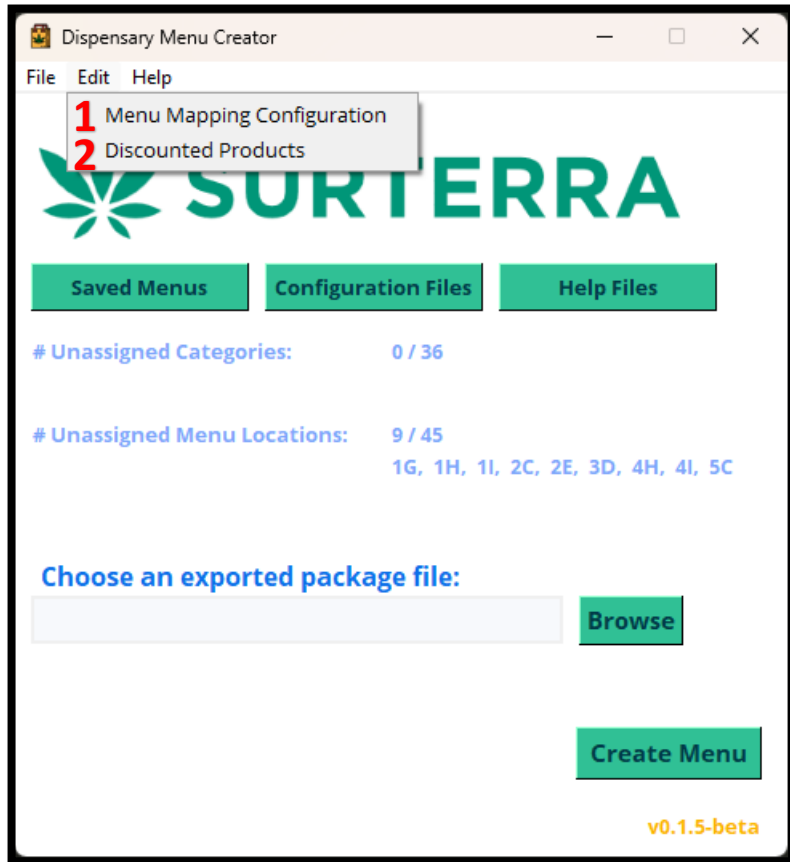 Dispensary Menu Creator
File Edit Help
1 Menu Mapping Configuration
2 Discounted Products
SURTERRA
Saved Menus Configuration Files Help Files
# Unassigned Categories: 0 / 36
# Unassigned Menu Locations: 9 / 45
1G, 1H, 1I, 2C, 2E, 3D, 4H, 4I, 5C
Choose an exported package file:
Browse
Create Menu
v0.1.5-beta